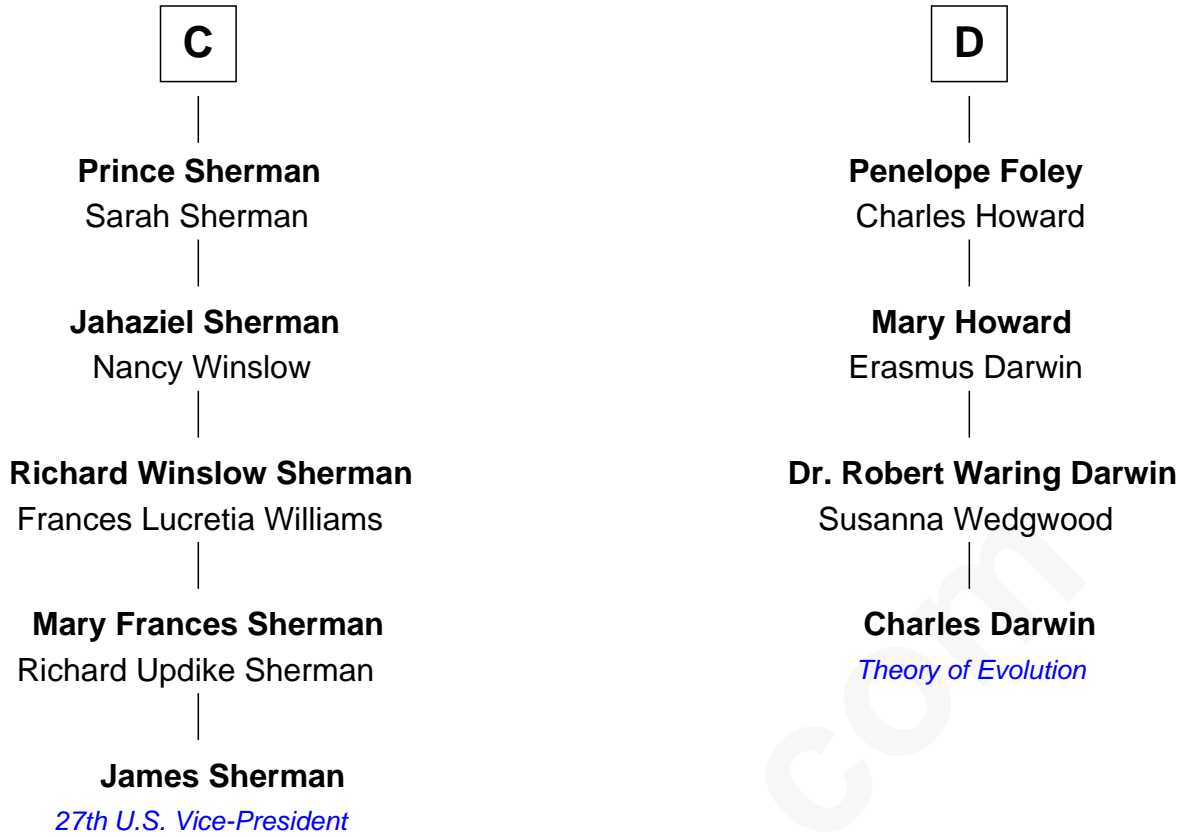 C
Prince Sherman
Sarah Sherman
Jahaziel Sherman
Nancy Winslow
Richard Winslow Sherman
Frances Lucretia Williams
Mary Frances Sherman
Richard Updike Sherman
James Sherman
27th U.S. Vice-President
D
Penelope Foley
Charles Howard
Mary Howard
Erasmus Darwin
Dr. Robert Waring Darwin
Susanna Wedgwood
Charles Darwin
Theory of Evolution
com